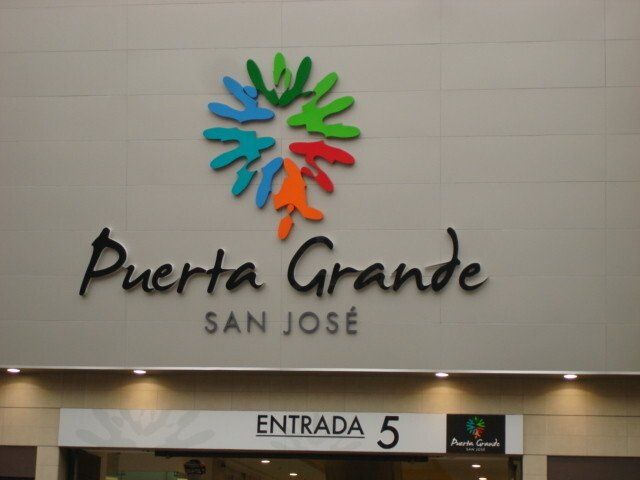 Puerta Grande
SAN JOSÉ
ENTRADA 5
Puerta Grande
SAN JOSÉ